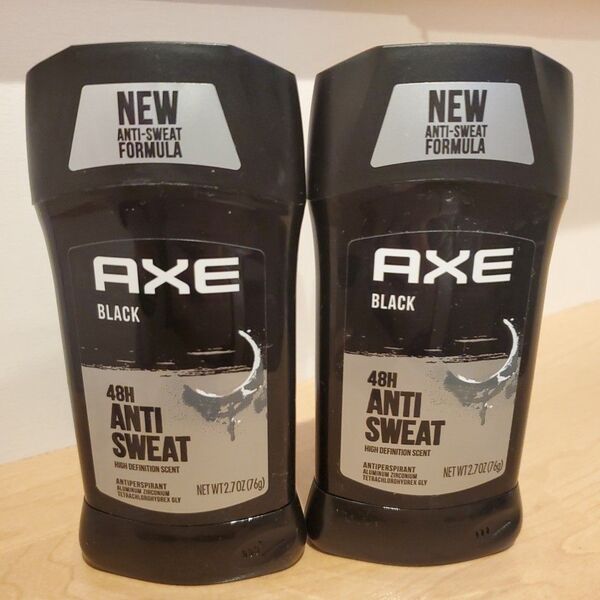 NEW
ANTI-SWEAT
FORMULA
AXE
BLACK
48H
ANTI
SWEAT
HIGH DEFINITION SCENT
ANTIPERSPIRANT
ALUMINUM ZIRCONIUM
TETRACHLOROHYDREX GLY
NET WT 2.7 OZ (76g)
NEW
ANTI-SWEAT
FORMULA
AXE
BLACK
48H
ANTI
SWEAT
HIGH DEFINITION SCENT
ANTIPERSPIRANT
ALUMINUM ZIRCONIUM
TETRACHLOROHYDREX GLY
NET WT 2.7 OZ (76g)